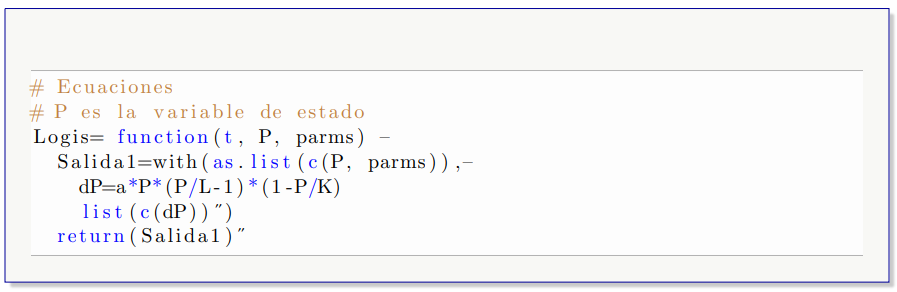 # Ecuaciones
# P es la variable de estado
Logis= function(t, P, parms) –
Salida1=with(as.list(c(P, parms)),–
dP=a*P*(P/L-1)*(1-P/K)
list(c(dP))˝)
return(Salida1)˝